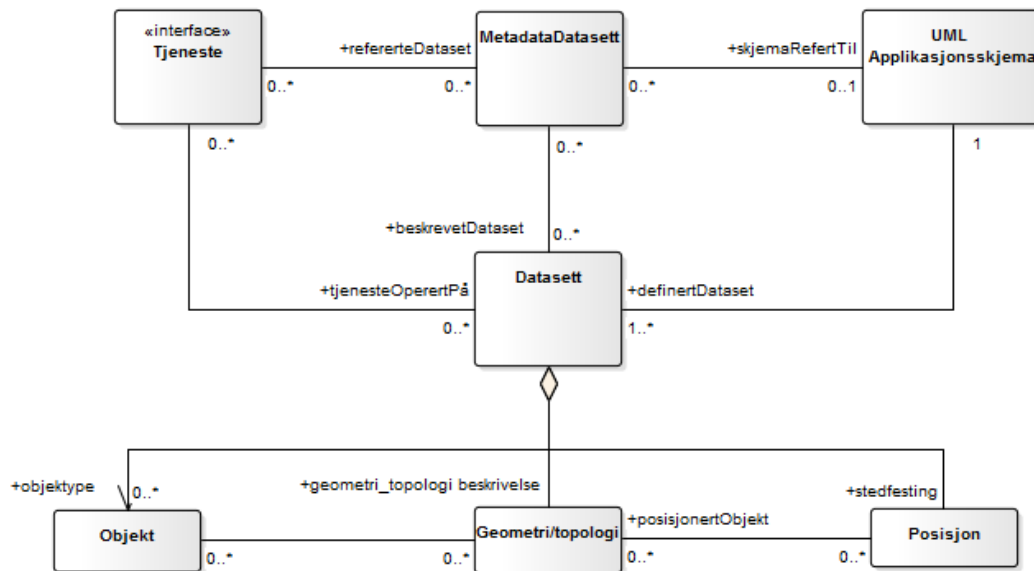 «interface»
Tjeneste
+refererteDataset
0..*
0..*
MetadataDatasett
+skjemaRefertTil
0..*
0..1
UML
Applikasjonsskjema
0..*
0..*
1
+beskrevetDataset
0..*
Datasett
+tjenesteOperertPå
0..*
+definertDataset
1..*
+objektype
0..*
+geometri_topologi beskrivelse
+stedfesting
Objekt
0..*
0..*
Geometri/topologi
+posisjonertObjekt
0..*
0..*
Posisjon